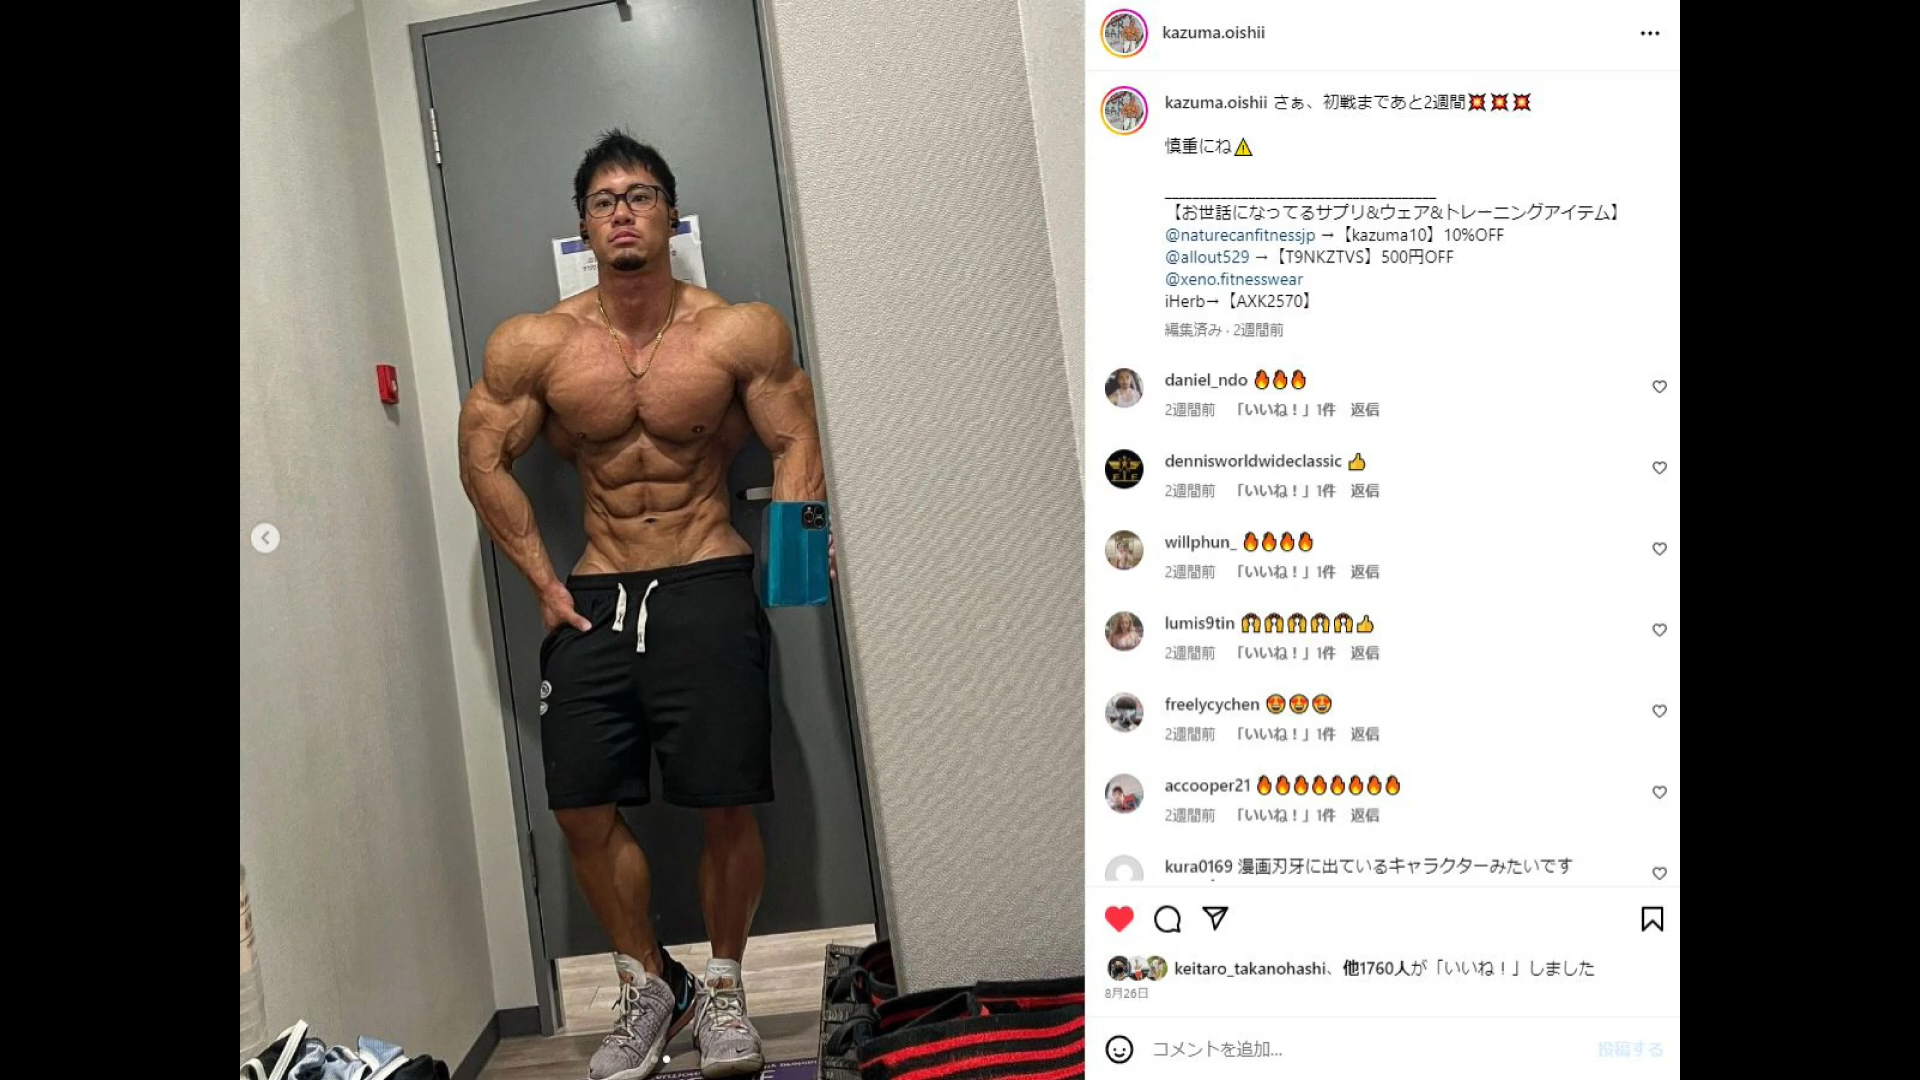 kazuma.oishii
kazuma.oishii さぁ、初戦まであと2週間💥💥💥
慎重にね⚠️
【お世話になってるサプリ&ウェア&トレーニングアイテム】
@naturecanfitnessjp →【kazuma10】10%OFF
@allout529 →【T9NKZTVS】500円OFF
@xeno.fitnesswear
iHerb→【AXK2570】
編集済み・2週間前
daniel_ndo 🔥🔥🔥
2週間前 「いいね！」1件 返信
dennisworldwideclassic 👍
2週間前 「いいね！」1件 返信
willphun_ 🔥🔥🔥🔥
2週間前 「いいね！」1件 返信
lumis9tin 🙌🙌🙌🙌🙌👍
2週間前 「いいね！」1件 返信
freelycychen 😍😍😍
2週間前 「いいね！」1件 返信
accooper21 🔥🔥🔥🔥🔥🔥🔥🔥
2週間前 「いいね！」1件 返信
kura0169 漫画刃牙に出ているキャラクターみたいです
keitaro_takanohashi、他1760人が「いいね！」しました
8月26日
コメントを追加...
投稿する